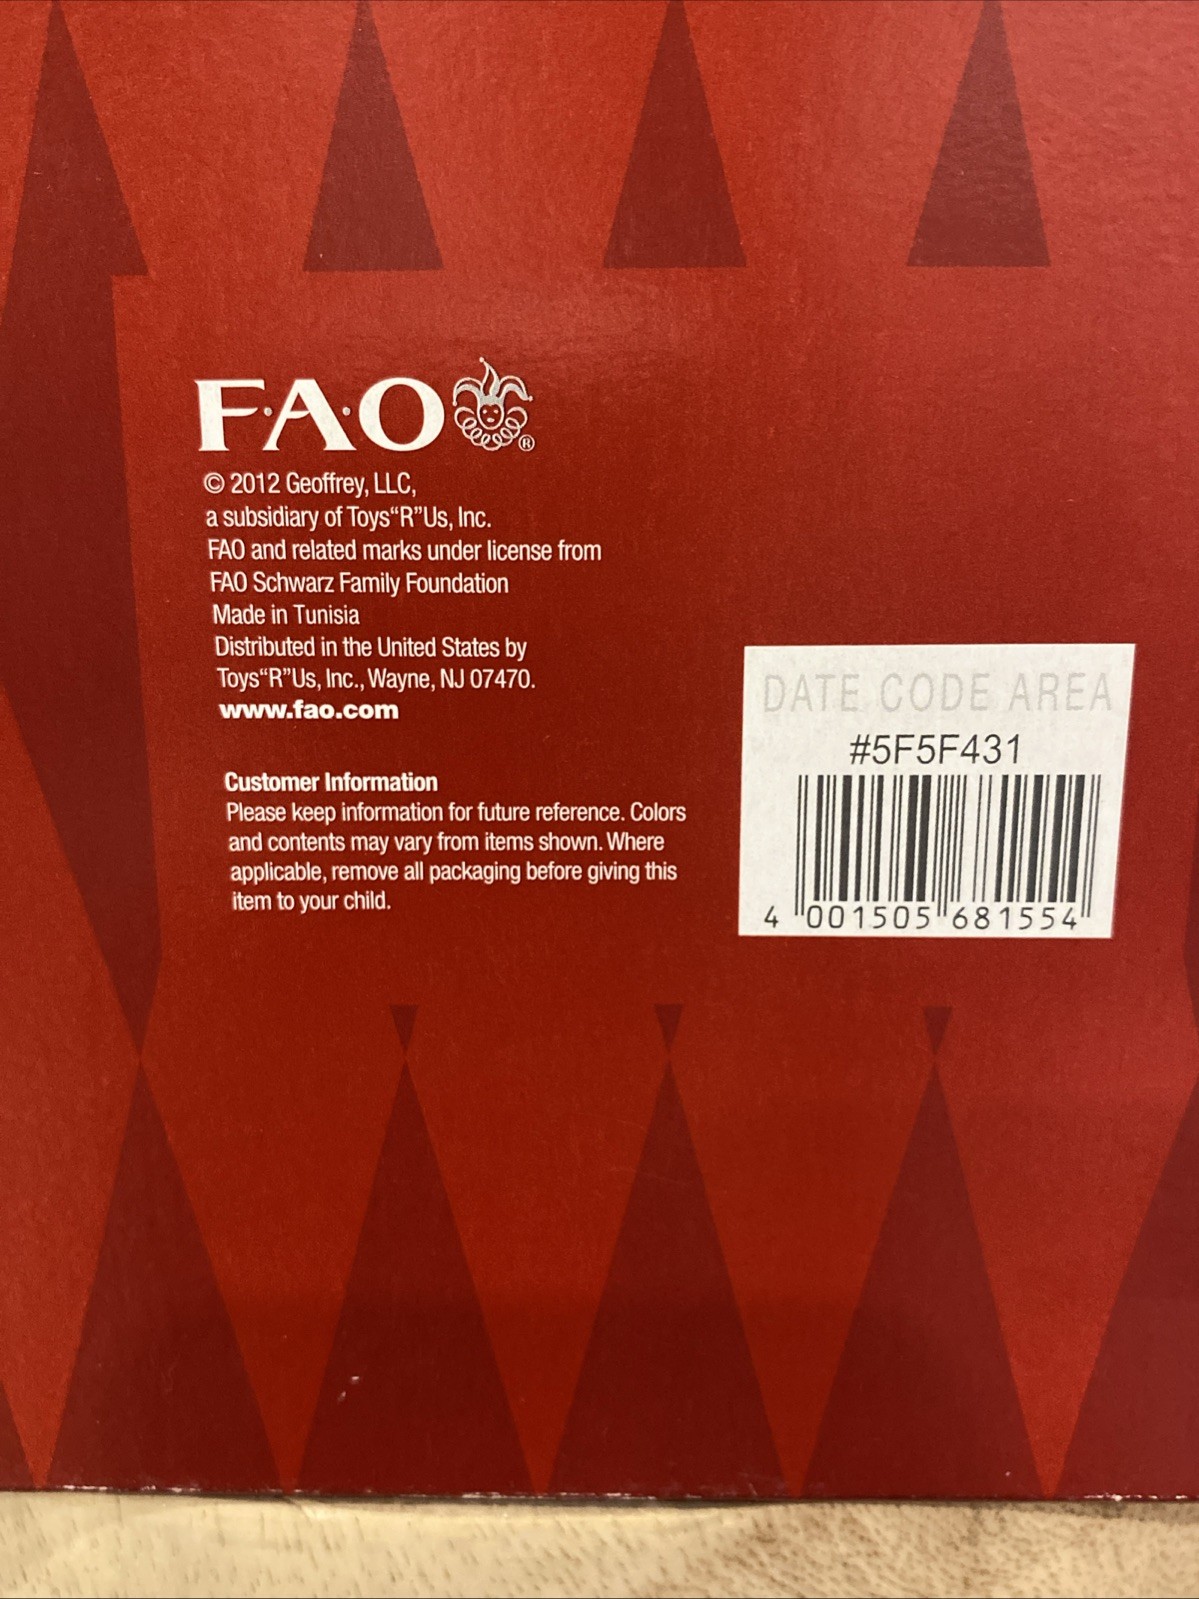 F·A·O ®
© 2012 Geoffrey, LLC,
a subsidiary of Toys“R”Us, Inc.
FAO and related marks under license from
FAO Schwarz Family Foundation
Made in Tunisia
Distributed in the United States by
Toys“R”Us, Inc., Wayne, NJ 07470.
www.fao.com
Customer Information
Please keep information for future reference. Colors
and contents may vary from items shown. Where
applicable, remove all packaging before giving this
item to your child.
DATE CODE AREA
#5F5F431
4 001505 681554